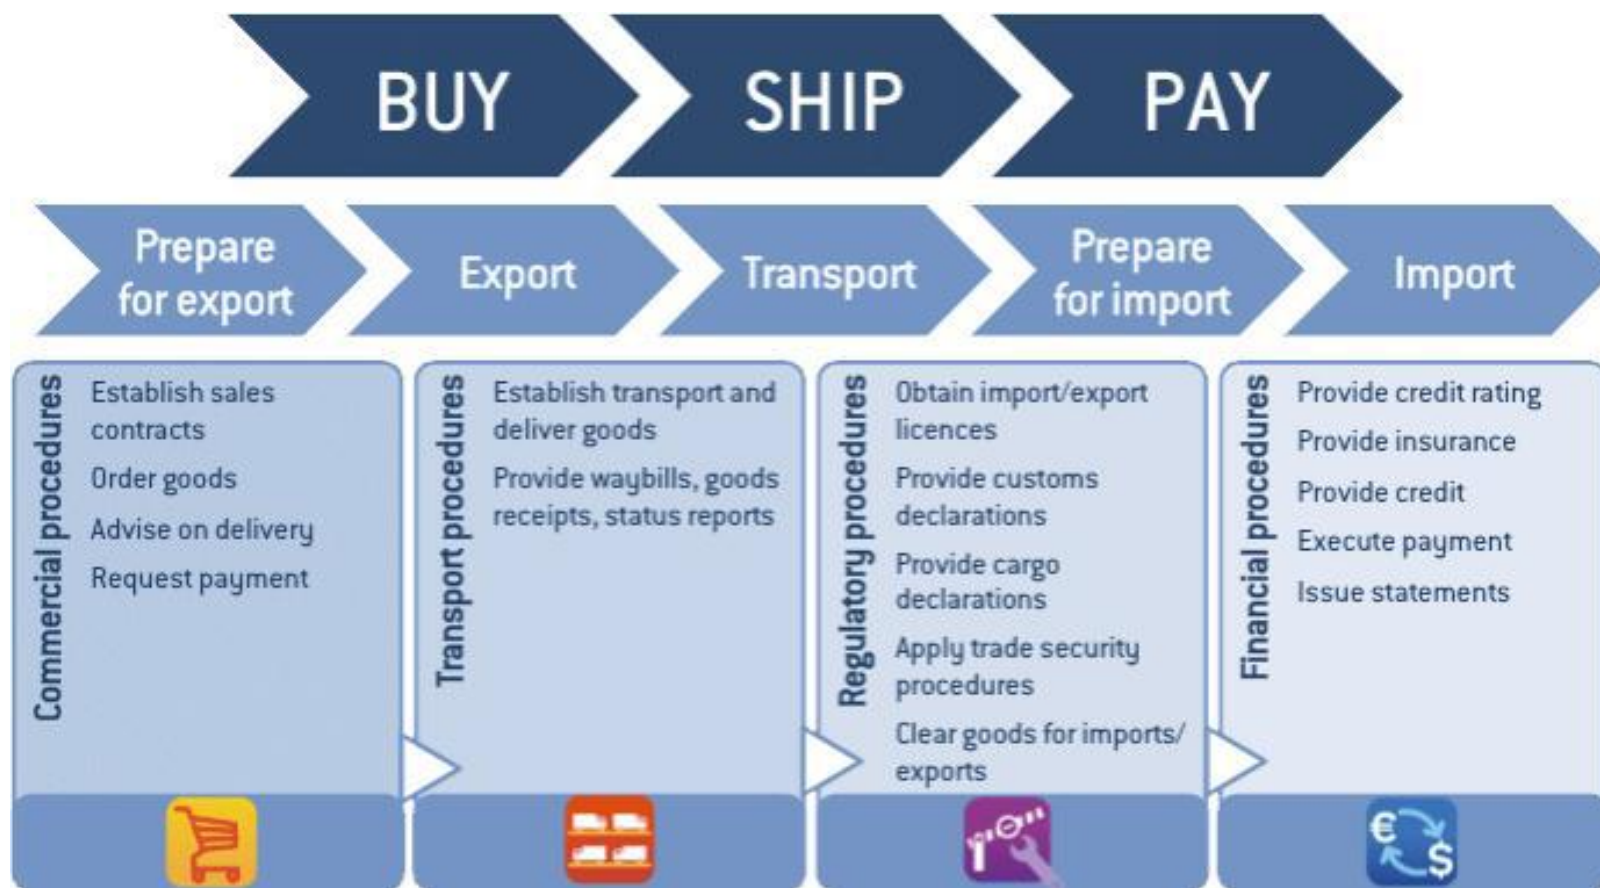 BUY
SHIP
PAY
Prepare
for export
Export
Transport
Prepare
for import
Import
Commercial procedures
Establish sales
contracts
Order goods
Advise on delivery
Request payment
Transport procedures
Establish transport and
deliver goods
Provide waybills, goods
receipts, status reports
Regulatory procedures
Obtain import/export
licences
Provide customs
declarations
Provide cargo
declarations
Apply trade security
procedures
Clear goods for imports/
exports
Financial procedures
Provide credit rating
Provide insurance
Provide credit
Execute payment
Issue statements
€
$